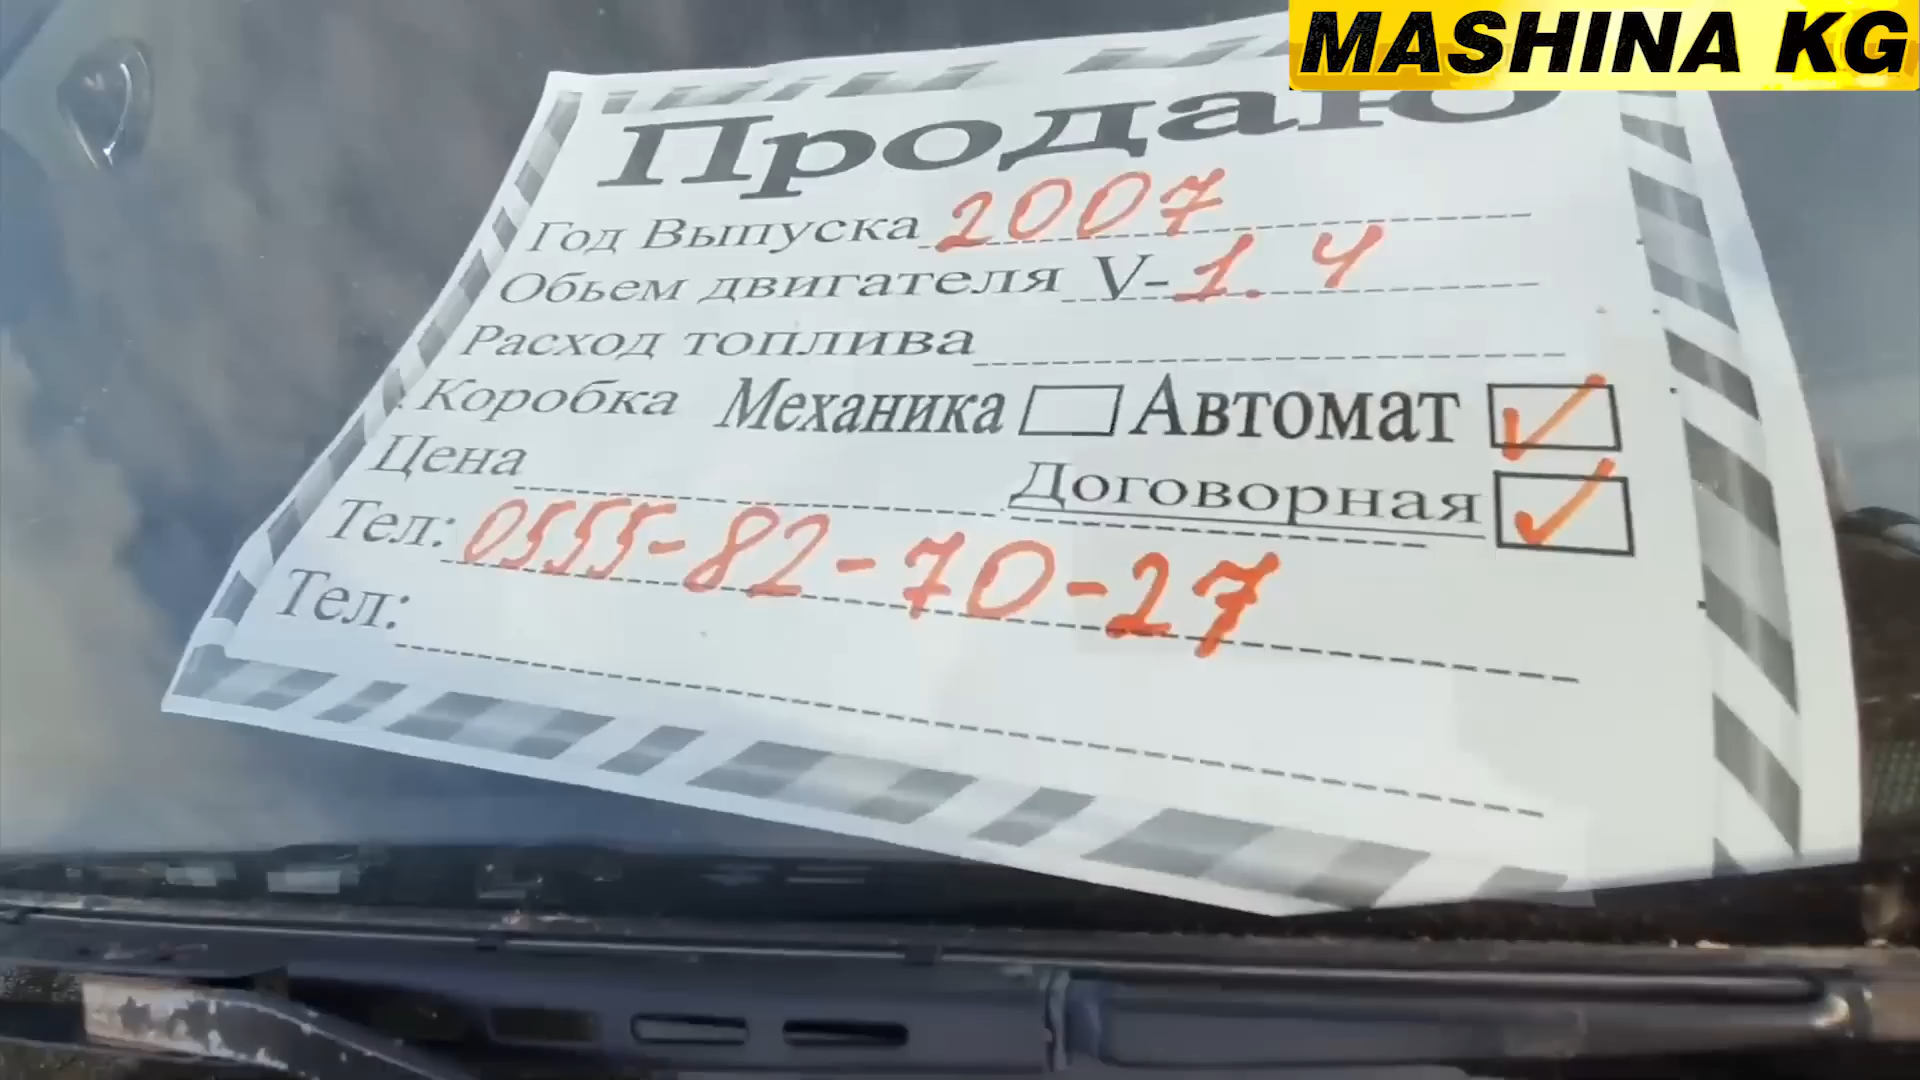 MASHINA KG
Продаю
Год Выпуска 2007
Обьем двигателя V-1.4
Расход топлива
Коробка Механика Автомат
Цена Договорная
Тел: 0555-82-70-27
Тел: